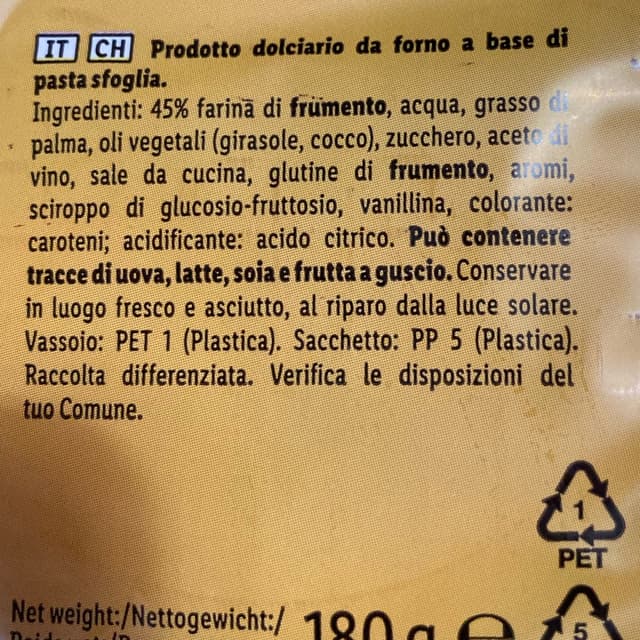 IT CH Prodotto dolciario da forno a base di
pasta sfoglia.
Ingredienti: 45% farina di frumento, acqua, grasso di
palma, oli vegetali (girasole, cocco), zucchero, aceto di
vino, sale da cucina, glutine di frumento, aromi,
sciroppo di glucosio-fruttosio, vanillina, colorante:
caroteni; acidificante: acido citrico. Può contenere
tracce di uova, latte, soia e frutta a guscio. Conservare
in luogo fresco e asciutto, al riparo dalla luce solare.
Vassoio: PET 1 (Plastica). Sacchetto: PP 5 (Plastica).
Raccolta differenziata. Verifica le disposizioni del
tuo Comune.
1
PET
Net weight:/Nettogewicht:/ 180 g e
5